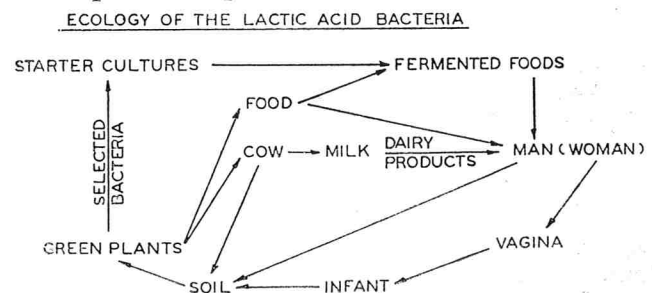 ECOLOGY OF THE LACTIC ACID BACTERIA
STARTER CULTURES
FERMENTED FOODS
FOOD
SELECTED
BACTERIA
COW
MILK
DAIRY
PRODUCTS
MAN (WOMAN)
GREEN PLANTS
VAGINA
SOIL
INFANT